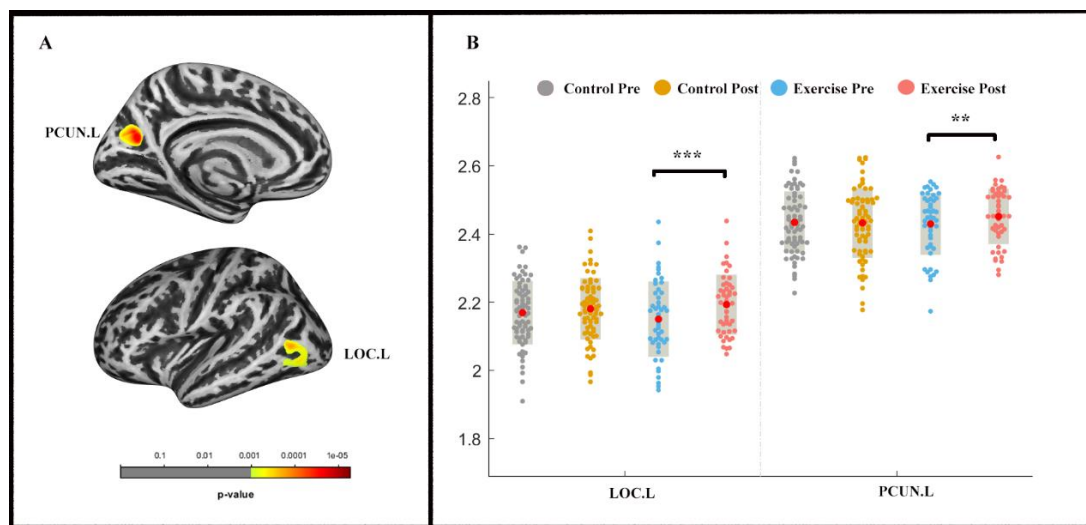 A
PCUN.L
LOC.L
0.1 0.01 0.001 0.0001 1e-05
p-value
B
Control Pre Control Post Exercise Pre Exercise Post
2.8
2.6
2.4
2.2
2
1.8
***
**
LOC.L PCUN.L